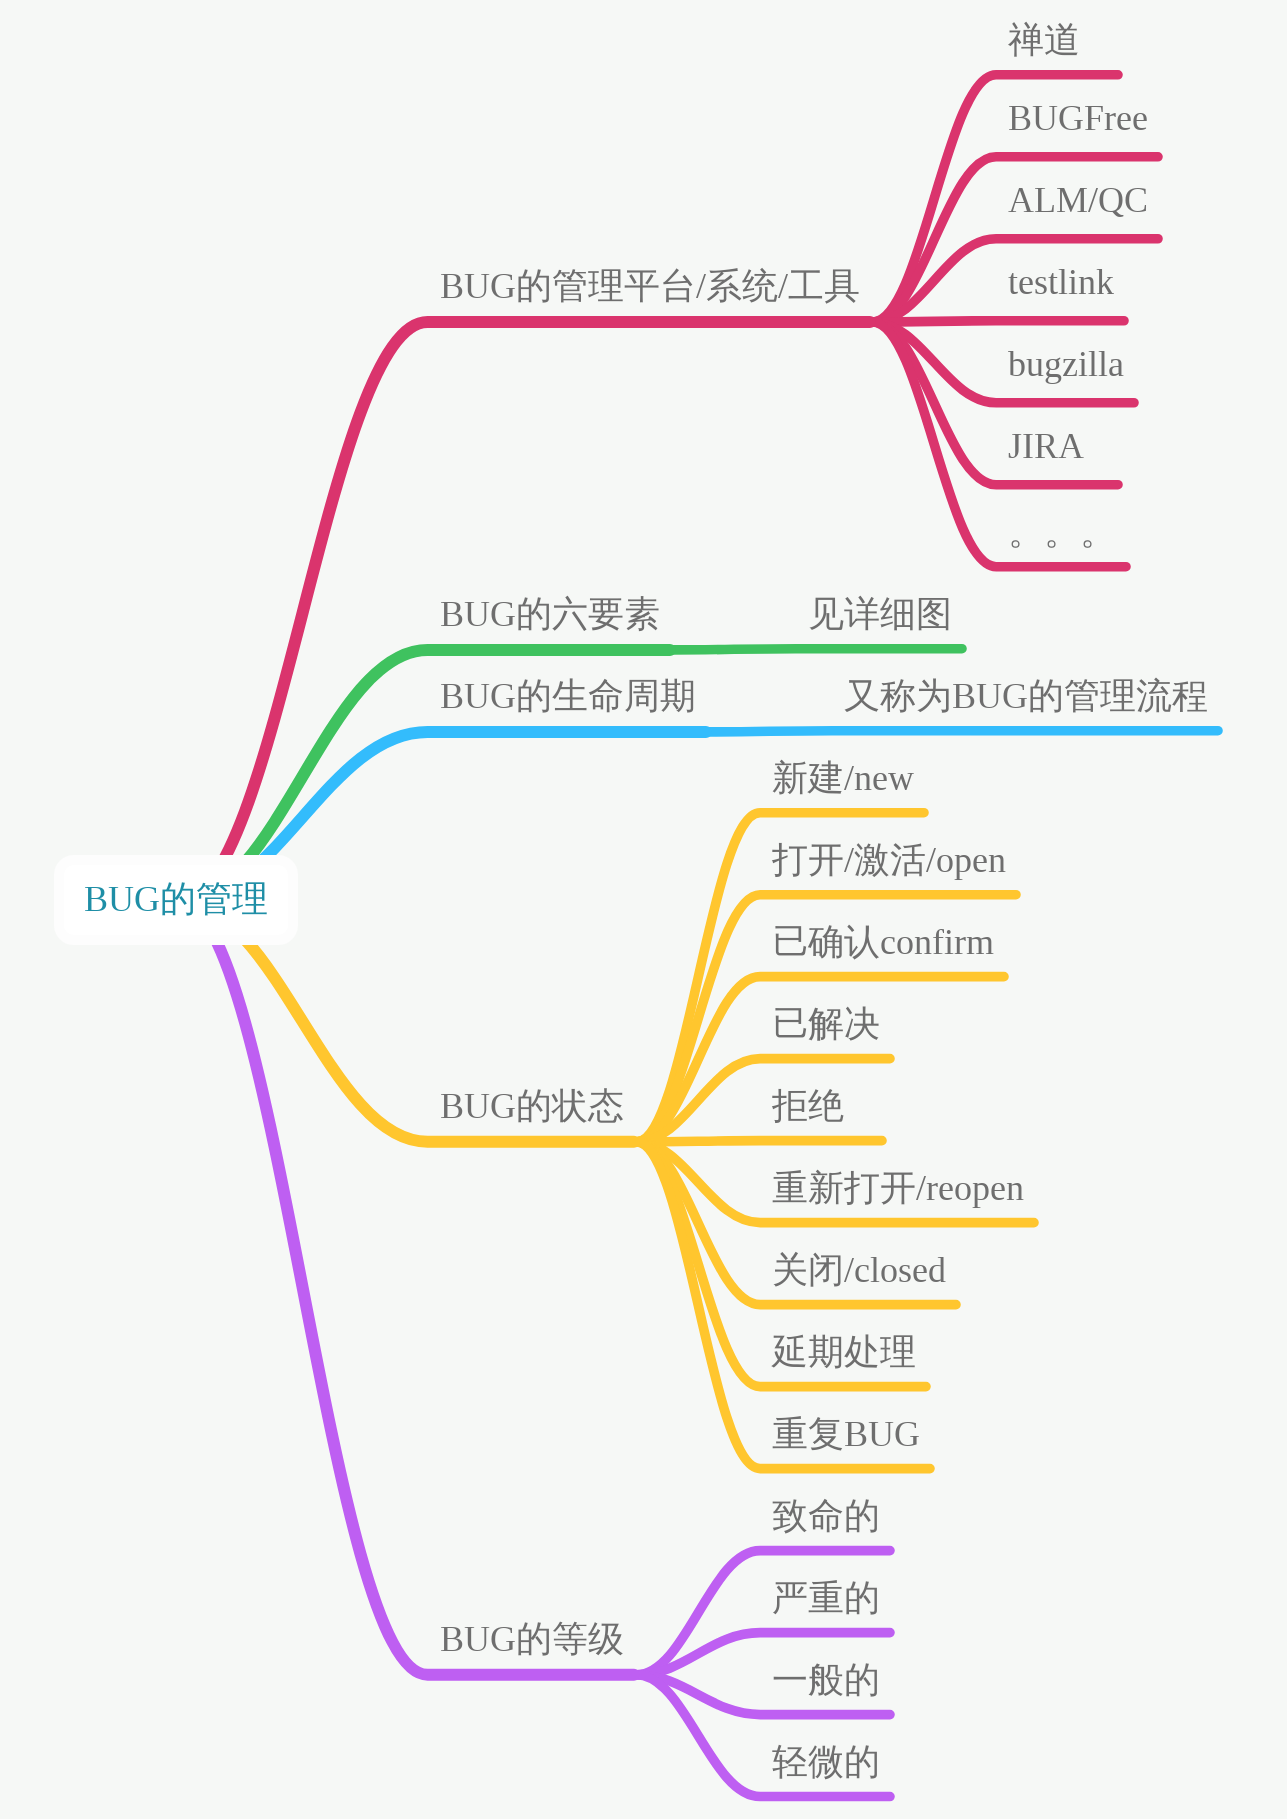 禅道
BUGFree
ALM/QC
BUG的管理平台/系统/工具
testlink
bugzilla
JIRA
。。。
BUG的六要素
见详细图
BUG的生命周期
又称为BUG的管理流程
BUG的管理
新建/new
打开/激活/open
已确认confirm
已解决
BUG的状态
拒绝
重新打开/reopen
关闭/closed
延期处理
重复BUG
致命的
严重的
BUG的等级
一般的
轻微的